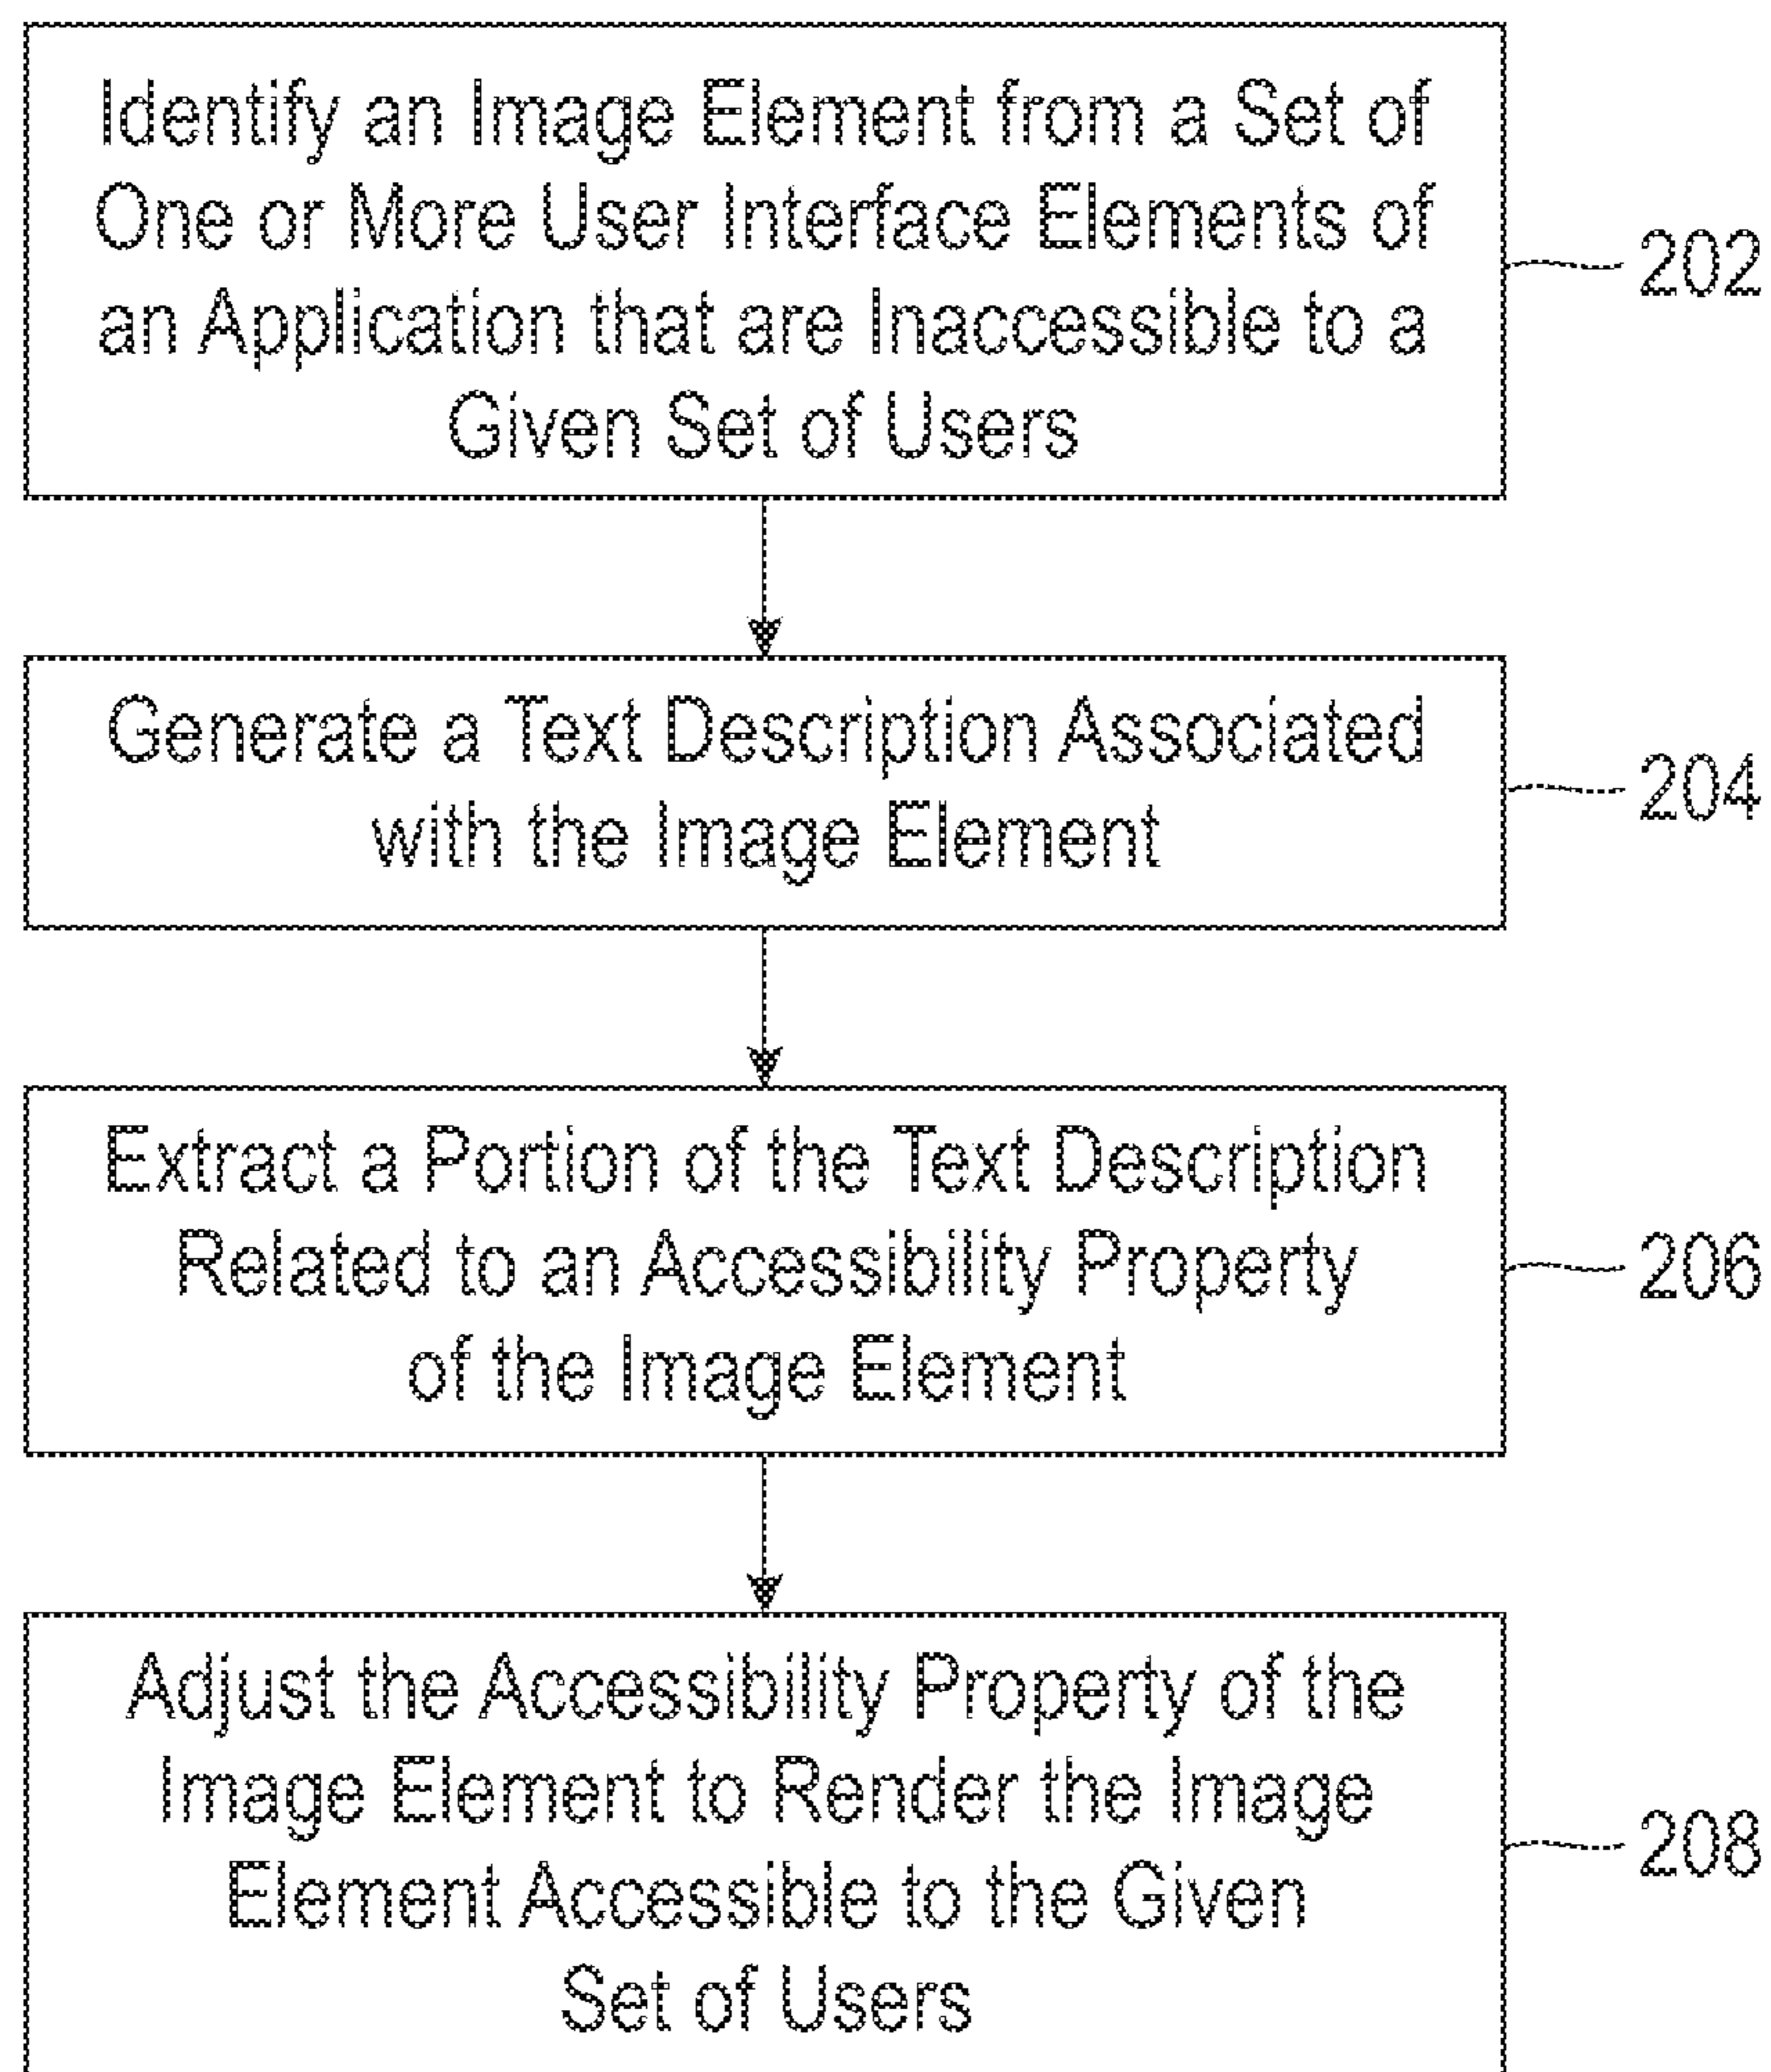 Identify an Image Element from a Set of
One or More User Interface Elements of
an Application that are Inaccessible to a
Given Set of Users
202
Generate a Text Description Associated
with the Image Element
204
Extract a Portion of the Text Description
Related to an Accessibility Property
of the Image Element
206
Adjust the Accessibility Property of the
Image Element to Render the Image
Element Accessible to the Given
Set of Users
208